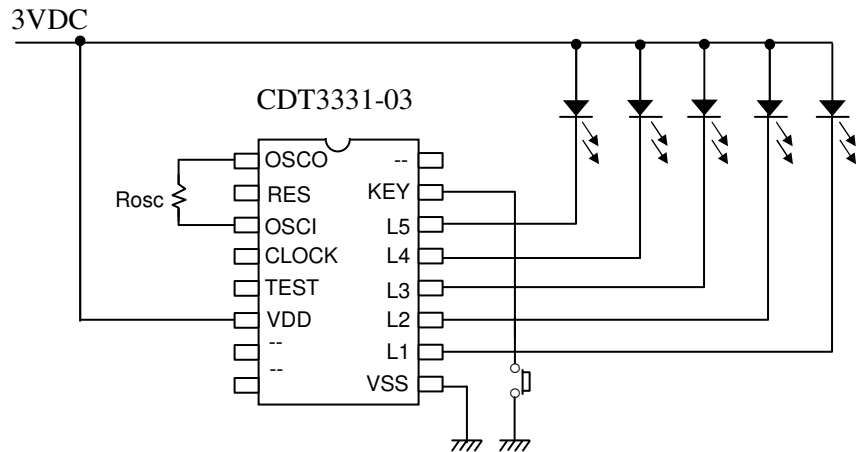 3VDC
CDT3331-03
OSCO
--
RES
KEY
Rosc
OSCI
L5
CLOCK
L4
TEST
L3
VDD
L2
--
L1
--
VSS